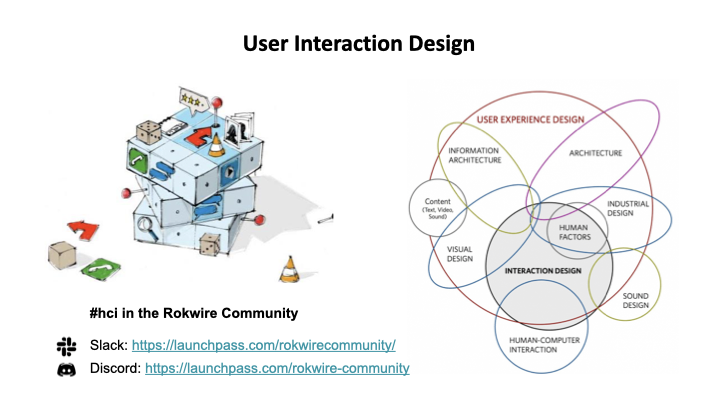 User Interaction Design
USER EXPERIENCE DESIGN
INFORMATION
ARCHITECTURE
ARCHITECTURE
Content
(Text, Video,
Sound)
INDUSTRIAL
DESIGN
HUMAN
FACTORS
VISUAL
DESIGN
INTERACTION DESIGN
SOUND
DESIGN
HUMAN-COMPUTER
INTERACTION
#hci in the Rokwire Community
Slack: https://launchpass.com/rokwirecommunity/
Discord: https://launchpass.com/rokwire-community